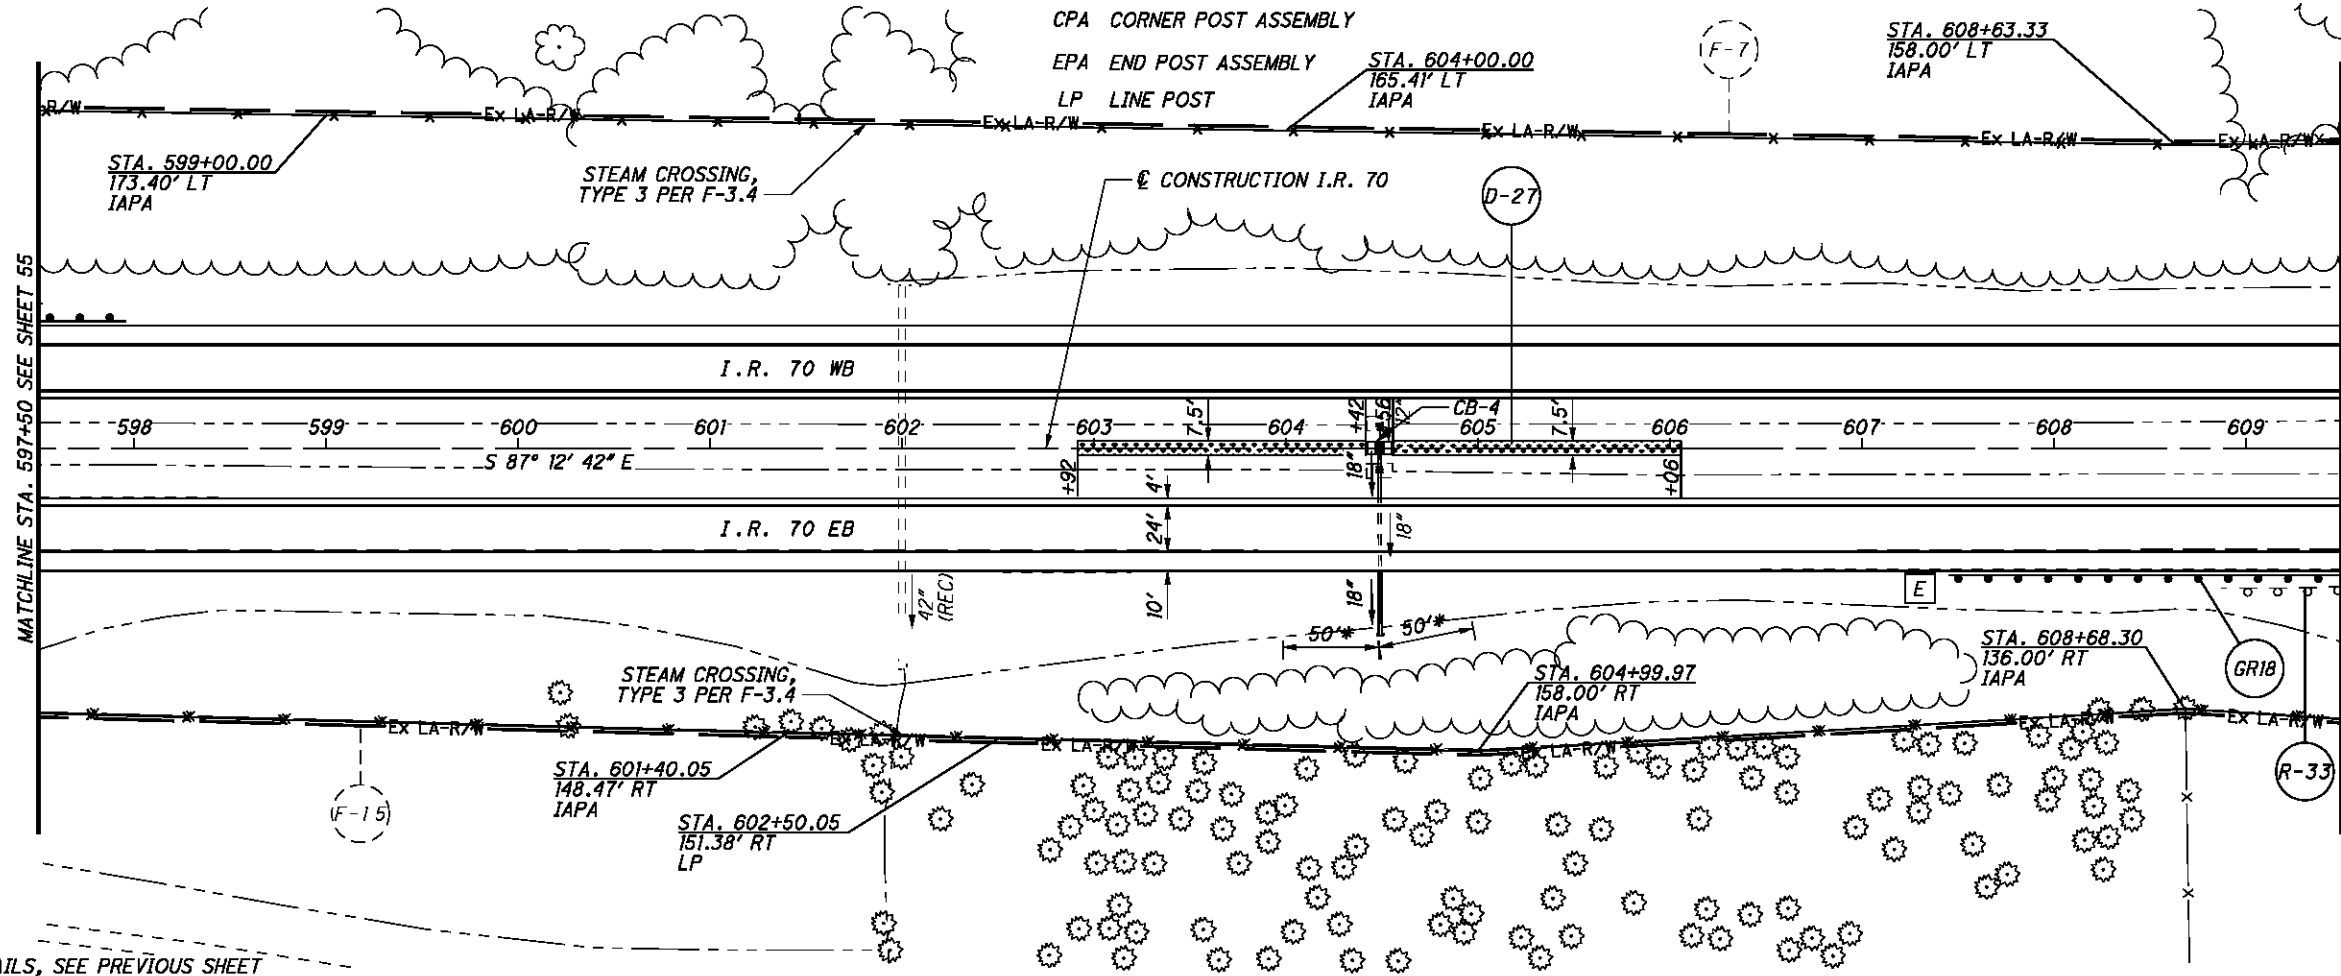 CPA CORNER POST ASSEMBLY
EPA END POST ASSEMBLY
LP LINE POST
STA. 604+00.00
165.41' LT
IAPA
F-7
STA. 608+63.33
158.00' LT
IAPA
R/W
Ex LA-R/W
Ex LA-R/W
Ex LA-R/W
Ex LA-R/W
Ex LA-R/W
STA. 599+00.00
173.40' LT
IAPA
STEAM CROSSING,
TYPE 3 PER F-3.4
℄ CONSTRUCTION I.R. 70
D-27
MATCHLINE STA. 597+50 SEE SHEET 55
I.R. 70 WB
598 599 600 601 602 603 604 605 606 607 608 609
7.5'
+42
+56
12'
CB-4
7.5'
S 87° 12' 42" E
+92
18"
+06
4'
I.R. 70 EB
24'
18"
10'
42"
(REC)
18"
50'*
50'*
E
GR18
STEAM CROSSING,
TYPE 3 PER F-3.4
STA. 604+99.97
158.00' RT
IAPA
STA. 608+68.30
136.00' RT
IAPA
Ex LA-R/W
Ex LA-R/W
Ex LA-R/W
Ex LA-R/W
Ex LA-R/W
Ex LA-R/W
F-15
STA. 601+40.05
148.47' RT
IAPA
STA. 602+50.05
151.38' RT
LP
R-33
AILS, SEE PREVIOUS SHEET